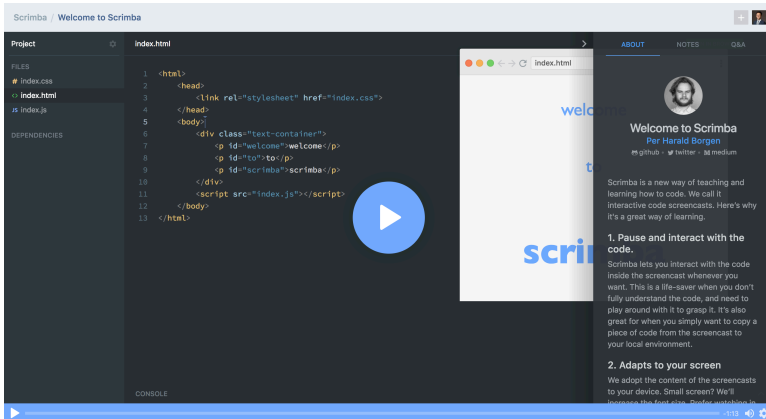 Scrimba / Welcome to Scrimba
Project
FILES
# index.css
<> index.html
JS index.js
DEPENDENCIES
index.html
1 <html>
2 <head>
3 <link rel="stylesheet" href="index.css">
4 </head>
5 <body>
6 <div class="text-container">
7 <p id="welcome">welcome</p>
8 <p id="to">to</p>
9 <p id="scrimba">scrimba</p>
10 </div>
11 <script src="index.js"></script>
12 </body>
13 </html>
CONSOLE
index.html
welcome
scri
ABOUT NOTES Q&A
Welcome to Scrimba
Per Harald Borgen
github - twitter - medium
Scrimba is a new way of teaching and
learning how to code. We call it
interactive code screencasts. Here's why
it's a great way of learning.
1. Pause and interact with the
code.
Scrimba lets you interact with the code
inside the screencast whenever you
want. This is a life-saver when you don't
fully understand the code, and need to
play around with it to grasp it. It's also
great for when you simply want to copy a
piece of code from the screencast to
your local environment.
2. Adapts to your screen
We adopt the content of the screencasts
to your device. Small screen? We'll
increase the font size. Prefer watching in
-1:13